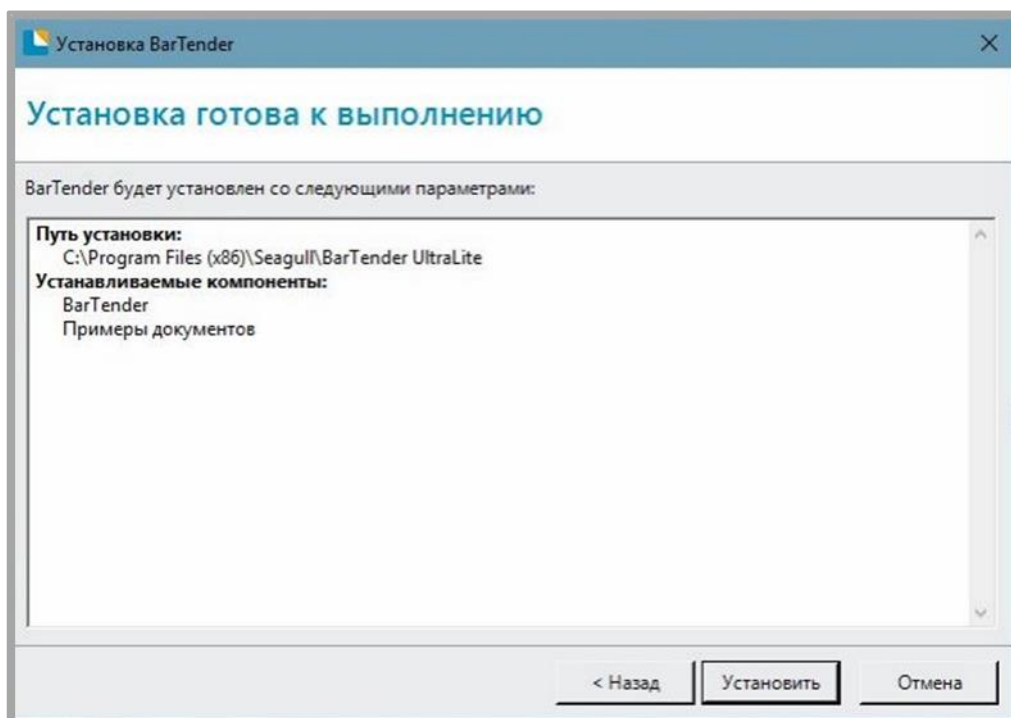 Установка BarTender
Установка готова к выполнению
BarTender будет установлен со следующими параметрами:
Путь установки:
C:\Program Files (x86)\Seagull\BarTender UltraLite
Устанавливаемые компоненты:
BarTender
Примеры документов
< Назад
Установить
Отмена